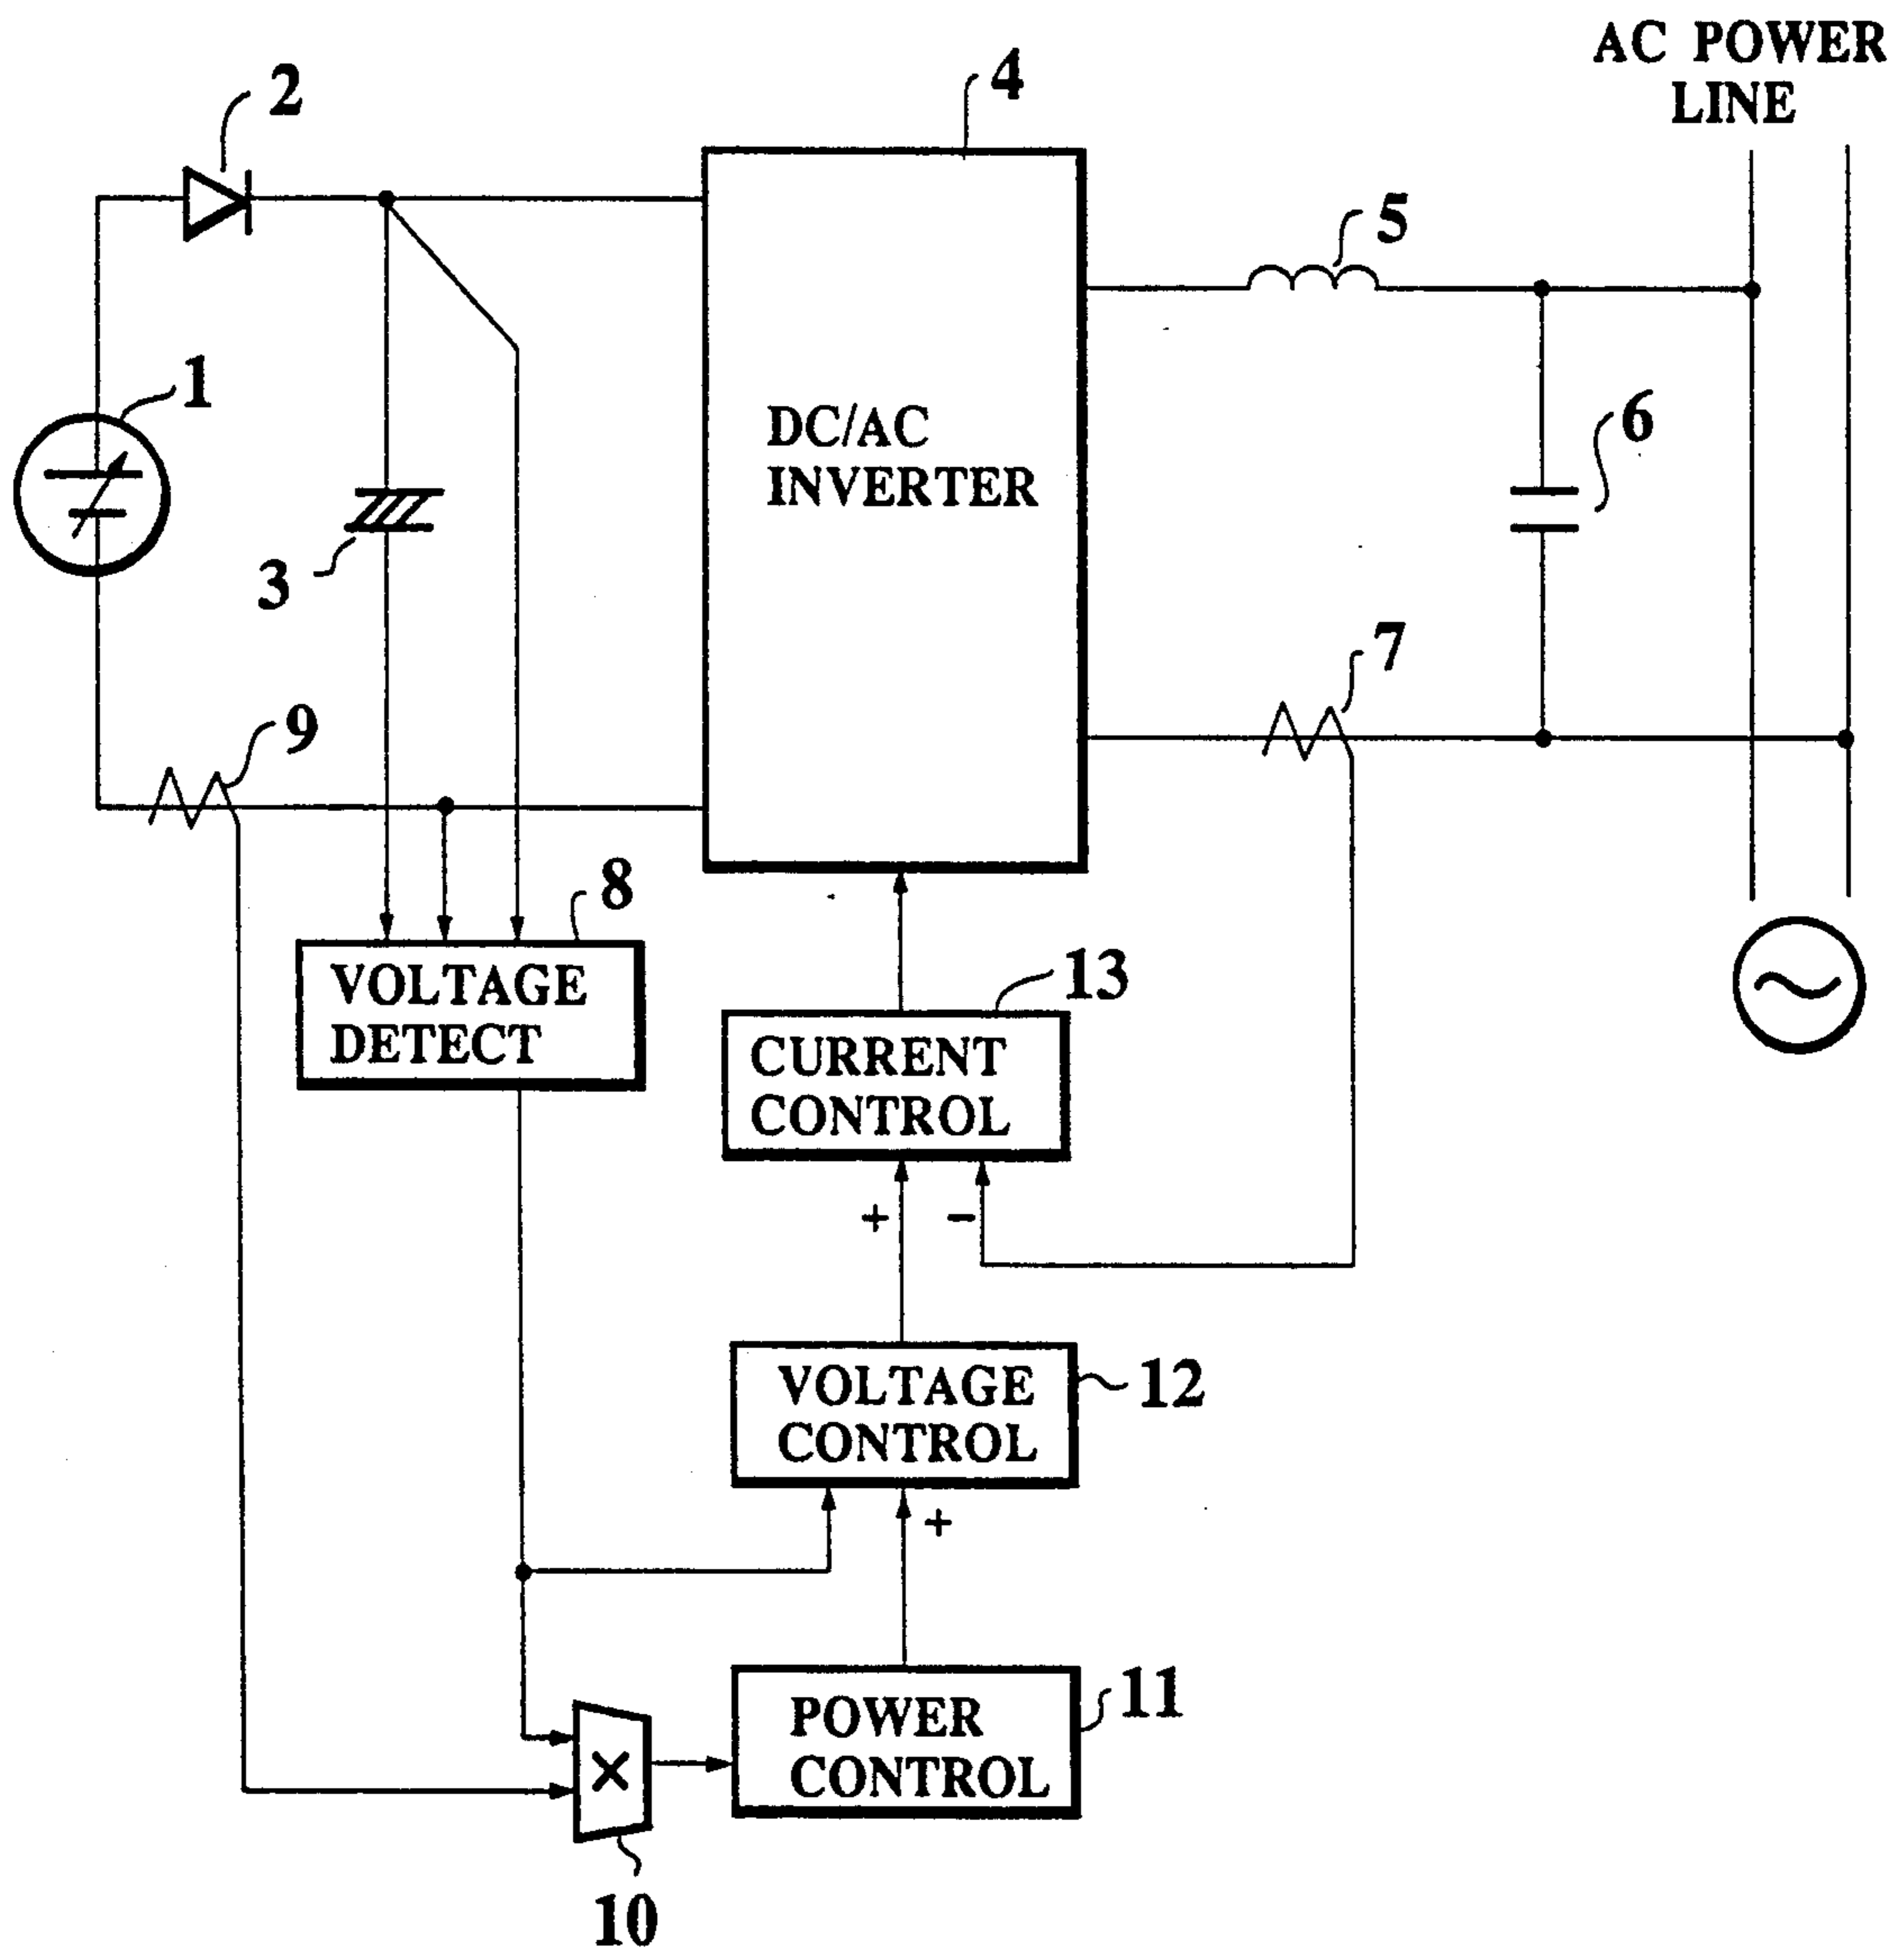 AC POWER
LINE
2
4
5
1
DC/AC
INVERTER
6
3
7
9
8
VOLTAGE
DETECT
13
CURRENT
CONTROL
+ −
VOLTAGE
CONTROL
12
+
POWER
CONTROL
11
×
10